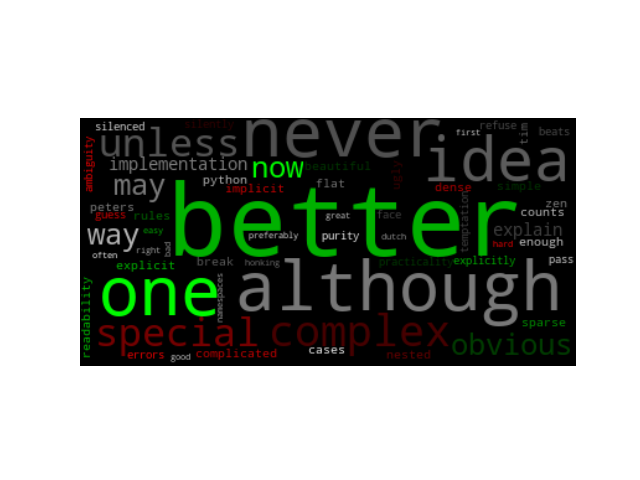 silenced silently never first refuse tim beats
unless idea
ambiguity implementation now beautiful
may python implicit flat ugly dense simple
peters guess rules better great face temptation counts zen
way easy preferably purity dutch explain
often right bad hard enough
explicit break honking practicality explicitly pass
readability one namespaces although
special complex sparse
errors good complicated cases nested obvious